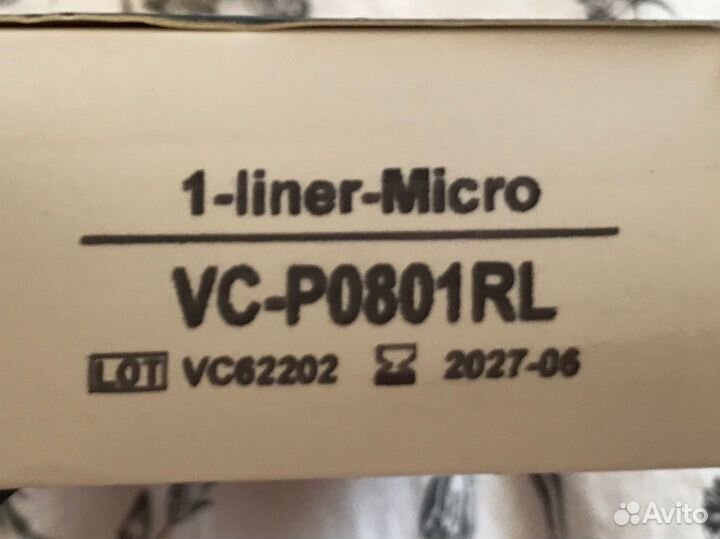 1-liner-Micro
VC-P0801RL
LOT VC62202 2027-06
Avito